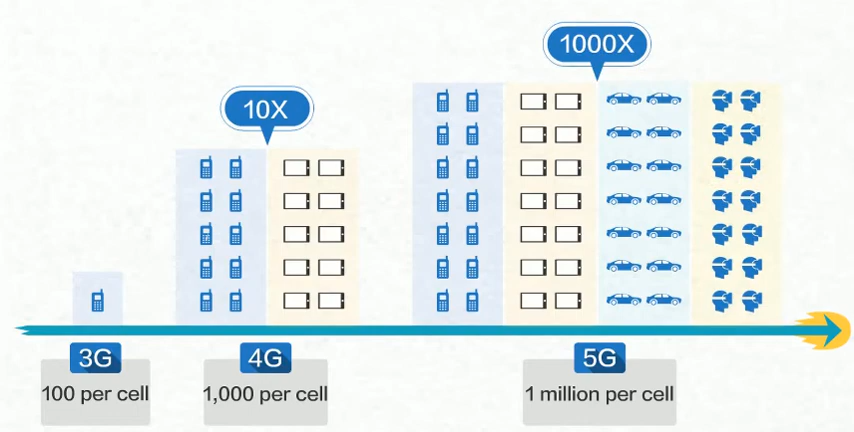 1000X
10X
3G
4G
5G
100 per cell
1,000 per cell
1 million per cell